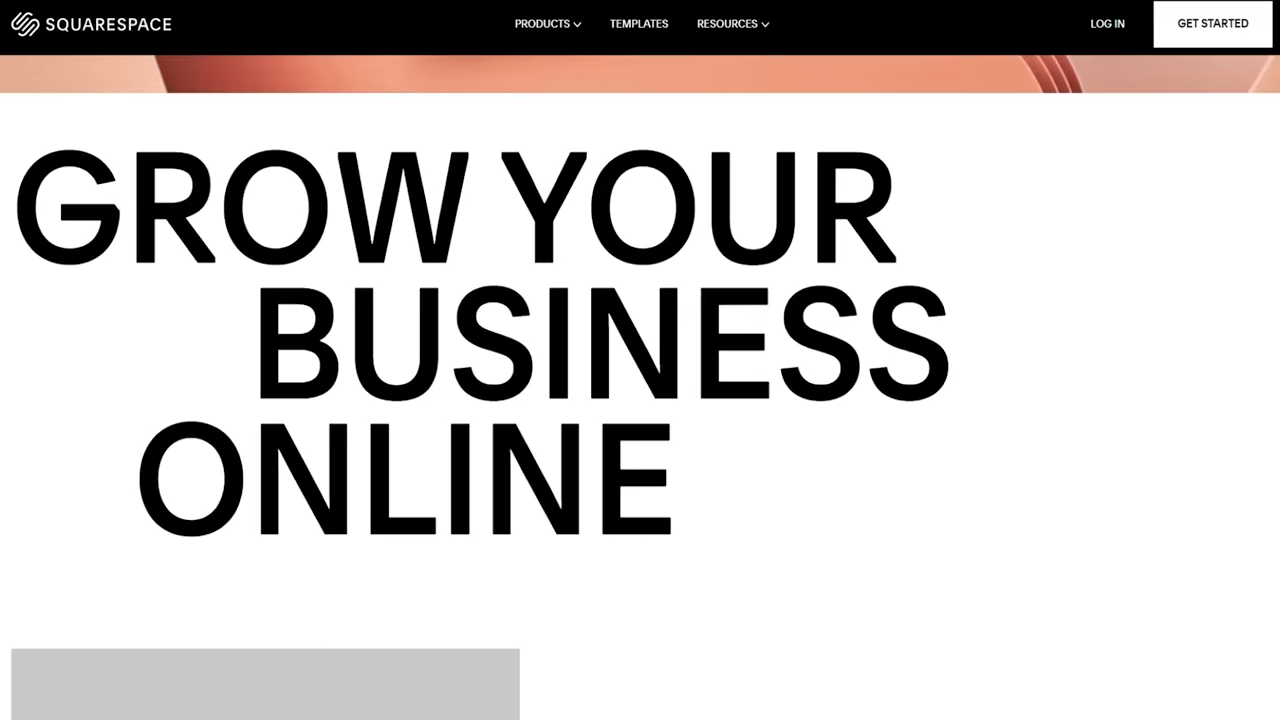 SQUARESPACE
PRODUCTS
TEMPLATES
RESOURCES
LOG IN
GET STARTED
GROW YOUR
BUSINESS
ONLINE